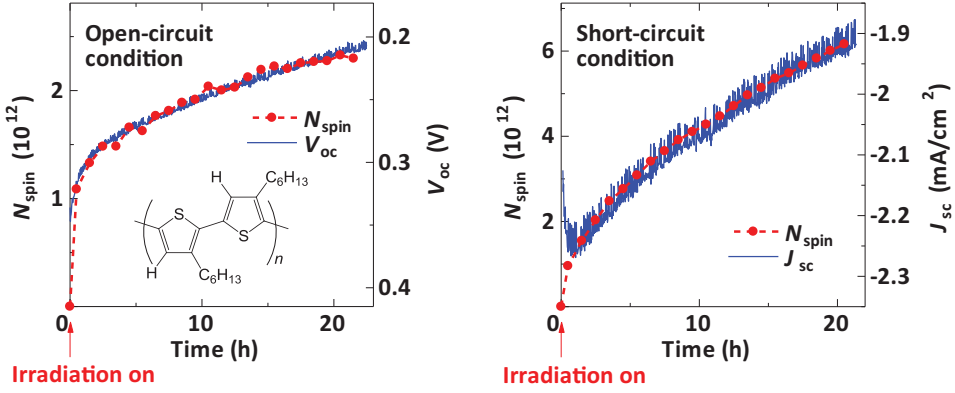 Open-circuit
condition
N spin (10 12)
2
1
0
10
20
Time (h)
0.2
0.3
0.4
V oc (V)
N spin
V oc
H
C6H13
S
S
n
H
C6H13
Irradiation on
Short-circuit
condition
N spin (10 12)
6
4
2
0
10
20
Time (h)
-1.9
-2
-2.1
-2.2
-2.3
J sc (mA/cm 2)
N spin
J sc
Irradiation on